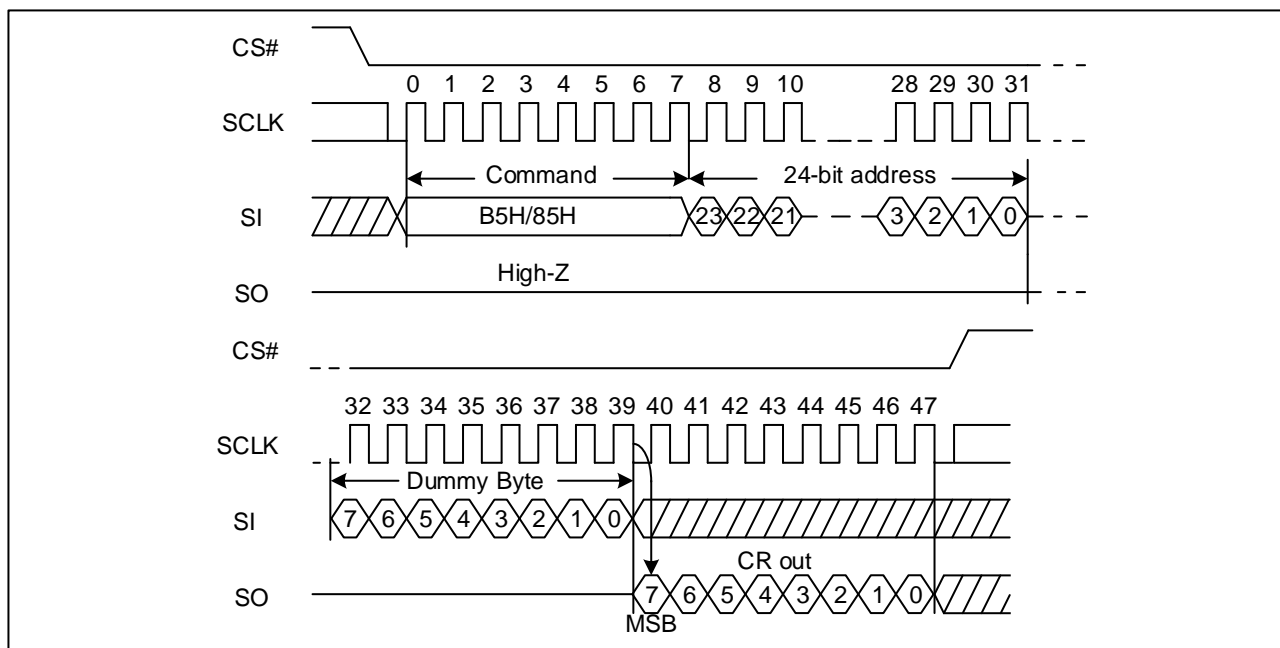 CS#
0 1 2 3 4 5 6 7 8 9 10 28 29 30 31
SCLK
Command 24-bit address
SI B5H/85H 23 22 21 3 2 1 0
High-Z
SO
CS#
32 33 34 35 36 37 38 39 40 41 42 43 44 45 46 47
SCLK
Dummy Byte
SI 7 6 5 4 3 2 1 0
CR out
SO 7 6 5 4 3 2 1 0
MSB